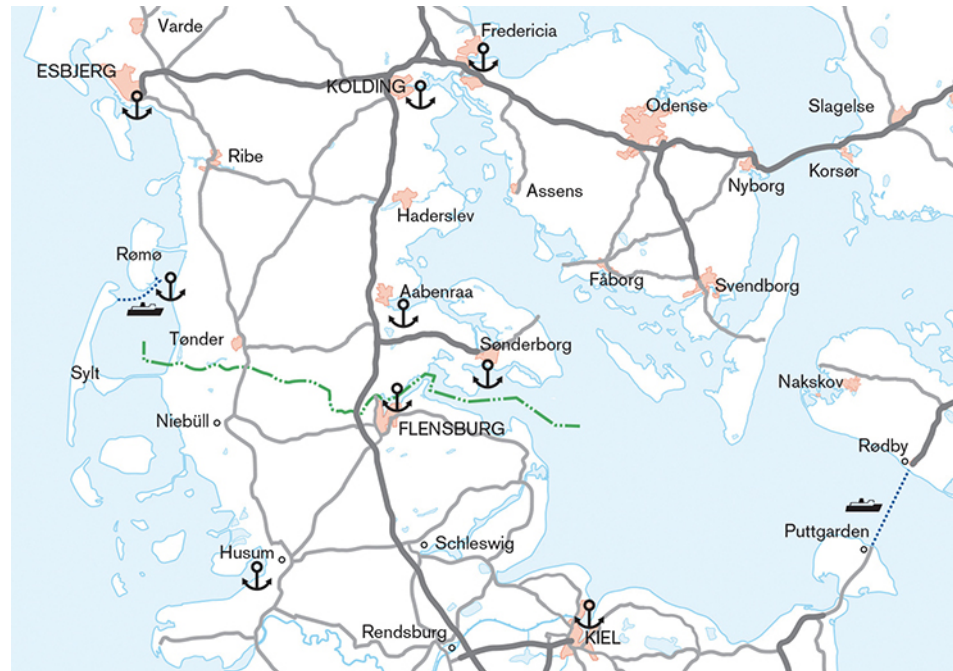 Varde
Fredericia
ESBJERG
KOLDING
Odense
Slagelse
Ribe
Nyborg
Korsør
Assens
Haderslev
Rømø
Fåborg
Svendborg
Aabenraa
Tønder
Sønderborg
Sylt
Nakskov
Niebüll
FLENSBURG
Rødby
Puttgarden
Husum
Schleswig
Rendsburg
KIEL